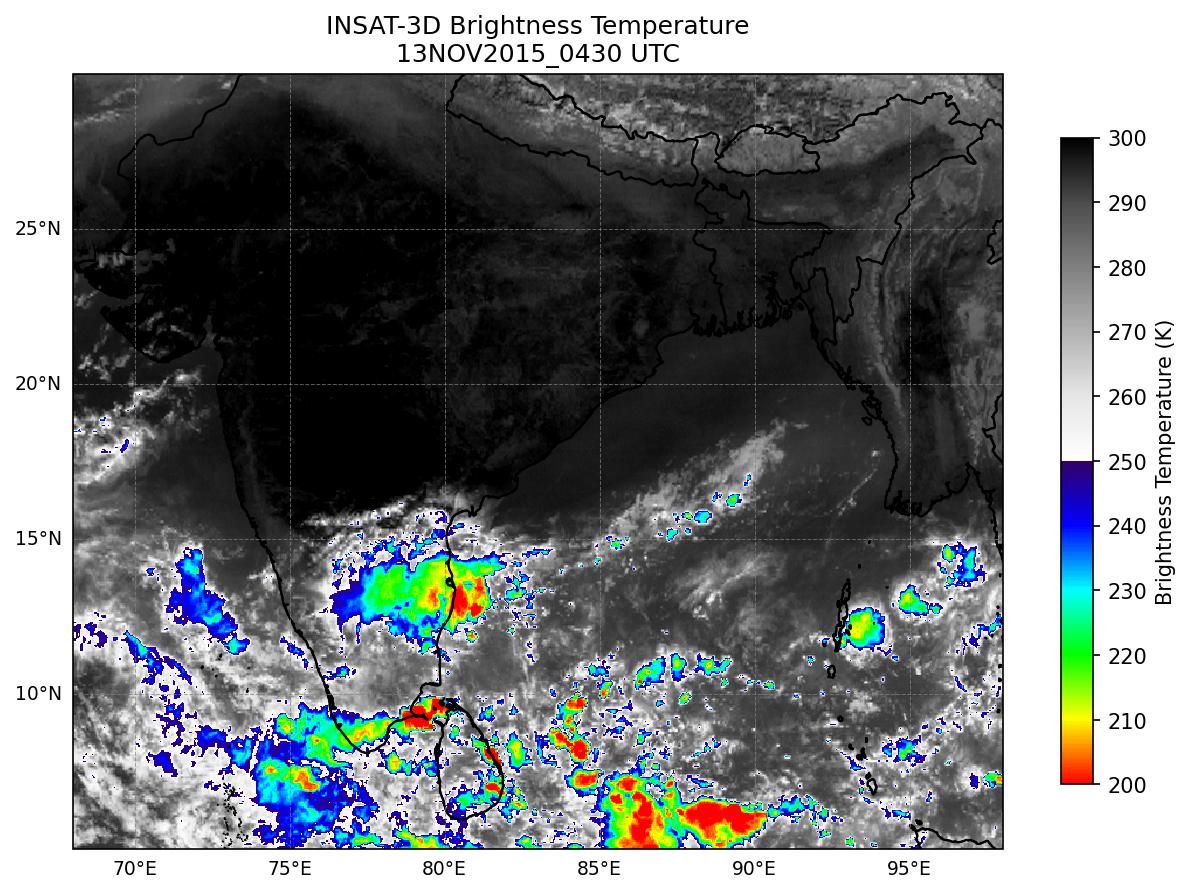 INSAT-3D Brightness Temperature
13NOV2015_0430 UTC
25°N
20°N
15°N
10°N
70°E
75°E
80°E
85°E
90°E
95°E
300
290
280
270
260
250
240
230
220
210
200
Brightness Temperature (K)